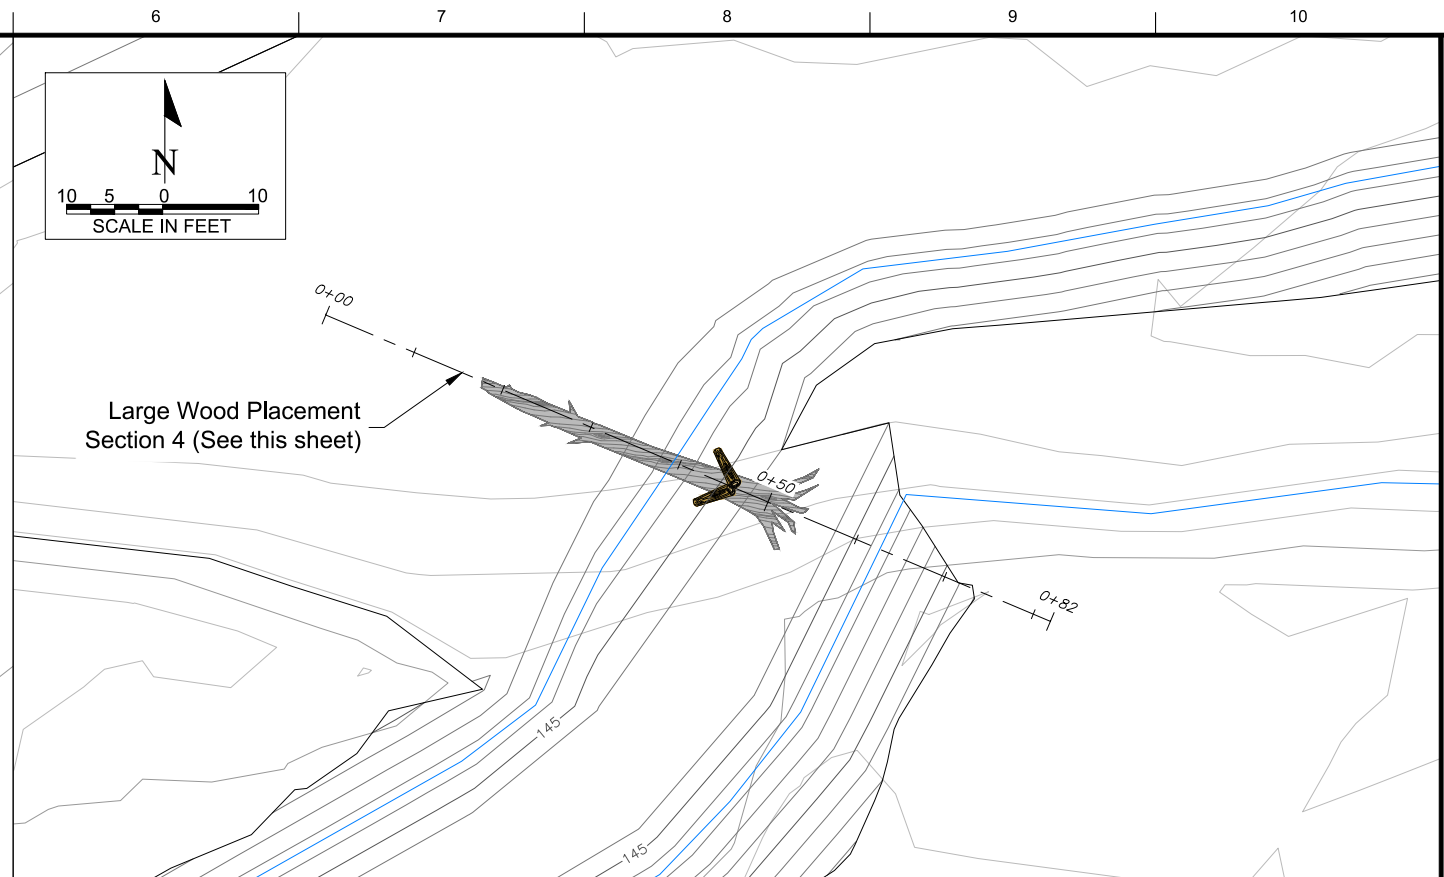 6 7 8 9 10
N
10 5 0 10
SCALE IN FEET
0+00
Large Wood Placement
Section 4 (See this sheet)
0+50
0+82
145
145